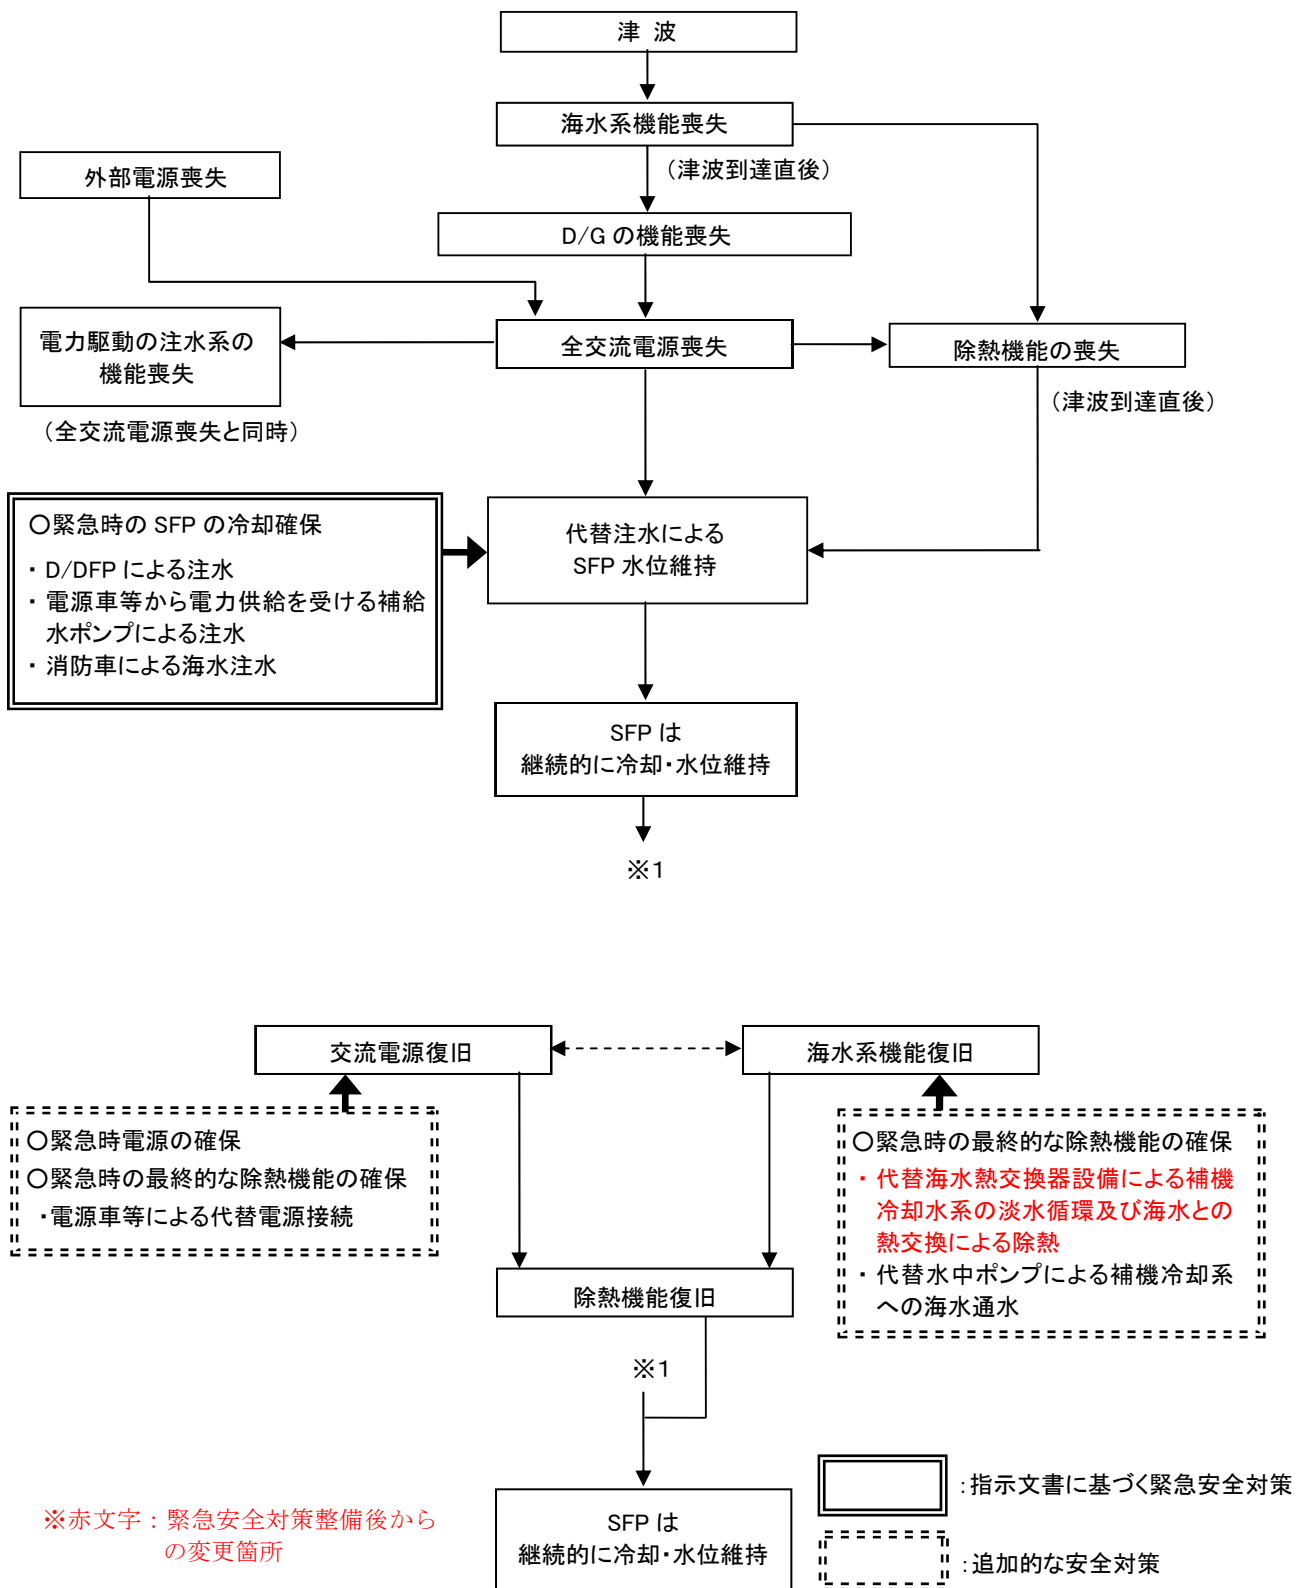 津 波
海水系機能喪失
（津波到達直後）
外部電源喪失
D/G の機能喪失
電力駆動の注水系の
機能喪失
全交流電源喪失
除熱機能の喪失
（全交流電源喪失と同時）
（津波到達直後）
○緊急時の SFP の冷却確保
・ D/DFP による注水
・ 電源車等から電力供給を受ける補給
水ポンプによる注水
・ 消防車による海水注水
代替注水による
SFP 水位維持
SFP は
継続的に冷却・水位維持
※1
交流電源復旧
海水系機能復旧
○緊急時電源の確保
○緊急時の最終的な除熱機能の確保
・電源車等による代替電源接続
○緊急時の最終的な除熱機能の確保
・ 代替海水熱交換器設備による補機
冷却水系の淡水循環及び海水との
熱交換による除熱
・ 代替水中ポンプによる補機冷却系
への海水通水
除熱機能復旧
※1
SFP は
継続的に冷却・水位維持
※赤文字：緊急安全対策整備後から
の変更箇所
：指示文書に基づく緊急安全対策
：追加的な安全対策